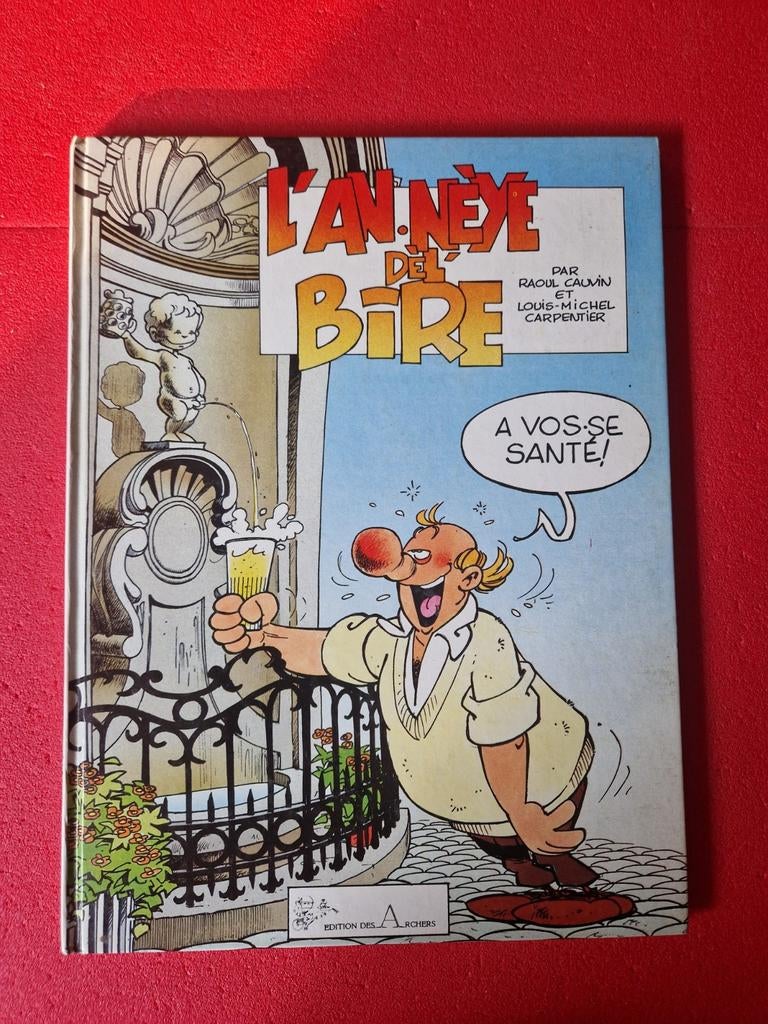 L'AN·NÈYE
DÈL'
BÎRE
PAR
RAOUL CAUVIN
ET
LOUIS-MICHEL
CARPENTIER
A VOS·SE
SANTÉ!
EDITION DES ARCHERS